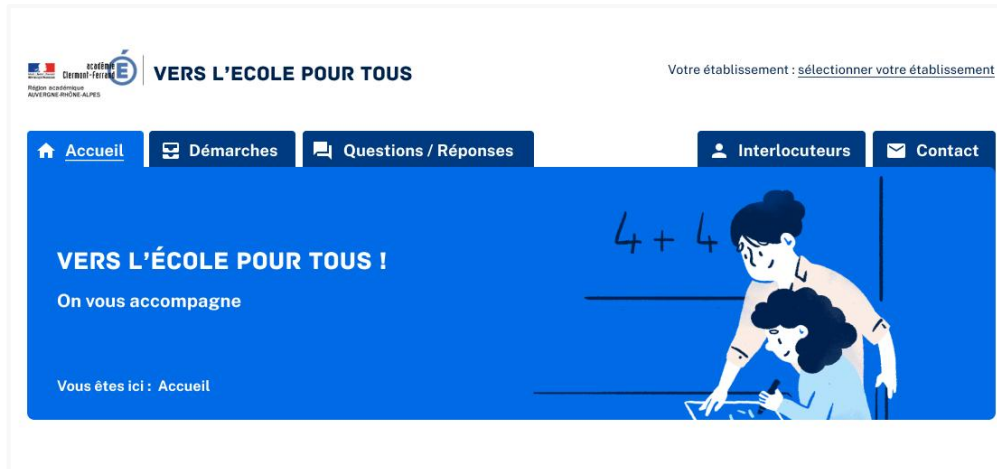 académie
Clermont-Ferrand
Région académique
AUVERGNE-RHÔNE-ALPES
VERS L'ECOLE POUR TOUS
Votre établissement : sélectionner votre établissement
Accueil
Démarches
Questions / Réponses
Interlocuteurs
Contact
4 + 4
VERS L'ÉCOLE POUR TOUS !
On vous accompagne
Vous êtes ici : Accueil